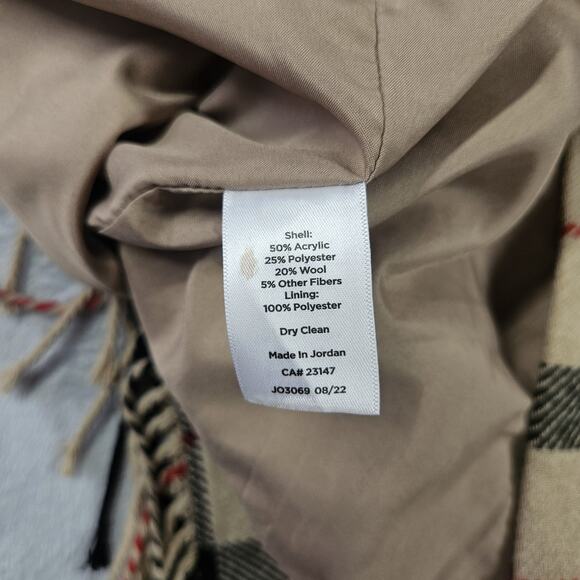 Shell:
50% Acrylic
25% Polyester
20% Wool
5% Other Fibers
Lining:
100% Polyester
Dry Clean
Made In Jordan
CA# 23147
JO3069 08/22